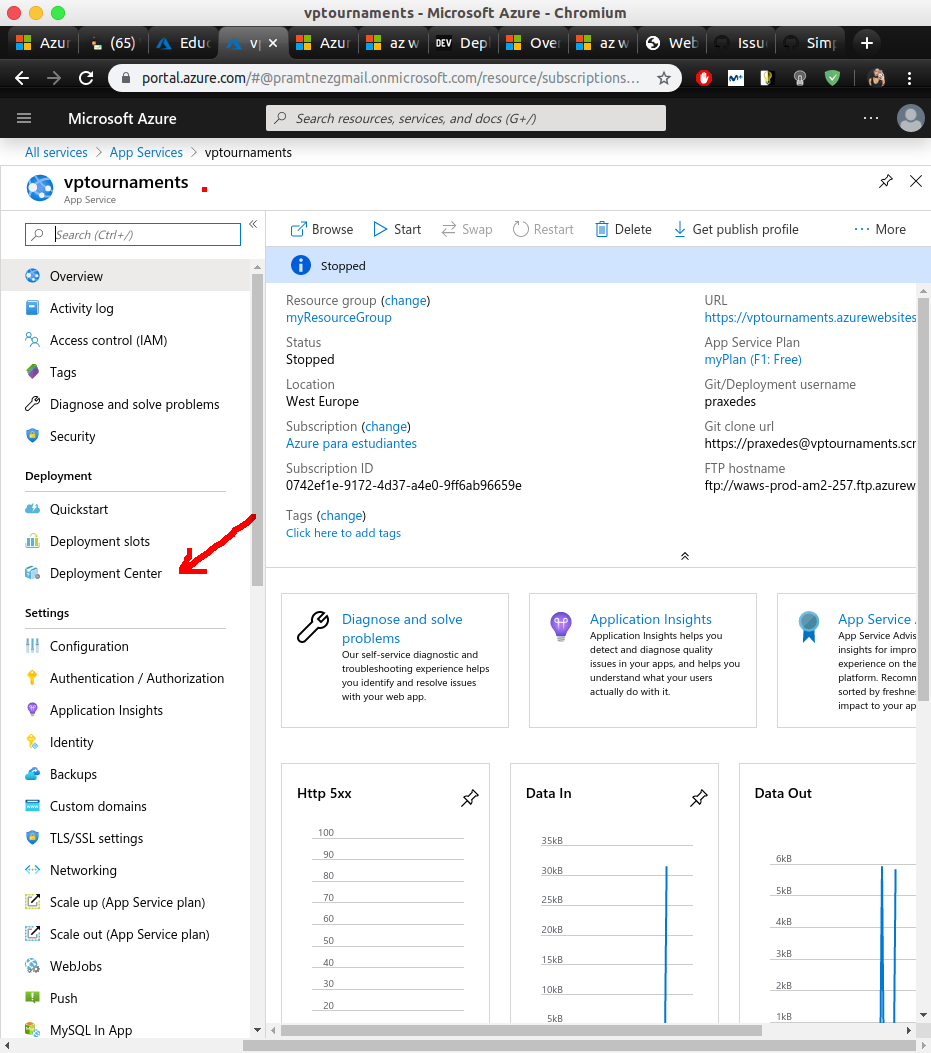 vptournaments - Microsoft Azure - Chromium
Azur (65) Educ vp Azur az w DEV Depl Over az w Web Issu Simp
portal.azure.com/#@pramtnezgmail.onmicrosoft.com/resource/subscriptions...
Microsoft Azure
Search resources, services, and docs (G+/)
All services > App Services > vptournaments
vptournaments
App Service
Search (Ctrl+/)
Overview
Activity log
Access control (IAM)
Tags
Diagnose and solve problems
Security
Deployment
Quickstart
Deployment slots
Deployment Center
Settings
Configuration
Authentication / Authorization
Application Insights
Identity
Backups
Custom domains
TLS/SSL settings
Networking
Scale up (App Service plan)
Scale out (App Service plan)
WebJobs
Push
MySQL In App
Browse Start Swap Restart Delete Get publish profile ... More
Stopped
Resource group (change)
myResourceGroup
Status
Stopped
Location
West Europe
Subscription (change)
Azure para estudiantes
Subscription ID
0742ef1e-9172-4d37-a4e0-9ff6ab96659e
Tags (change)
Click here to add tags
URL
https://vptournaments.azurewebsites
App Service Plan
myPlan (F1: Free)
Git/Deployment username
praxedes
Git clone url
https://praxedes@vptournaments.scr
FTP hostname
ftp://waws-prod-am2-257.ftp.azurew
Diagnose and solve
problems
Our self-service diagnostic and
troubleshooting experience helps
you identify and resolve issues
with your web app.
Application Insights
Application Insights helps you
detect and diagnose quality
issues in your apps, and helps you
understand what your users
actually do with it.
App Service A
App Service Advis
insights for impro
experience on the
platform. Recomm
sorted by freshne
impact to your ap
Http 5xx
100
90
80
70
60
50
40
30
20
Data In
35kB
30kB
25kB
20kB
15kB
10kB
5kB
Data Out
6kB
5kB
4kB
3kB
2kB
1kB